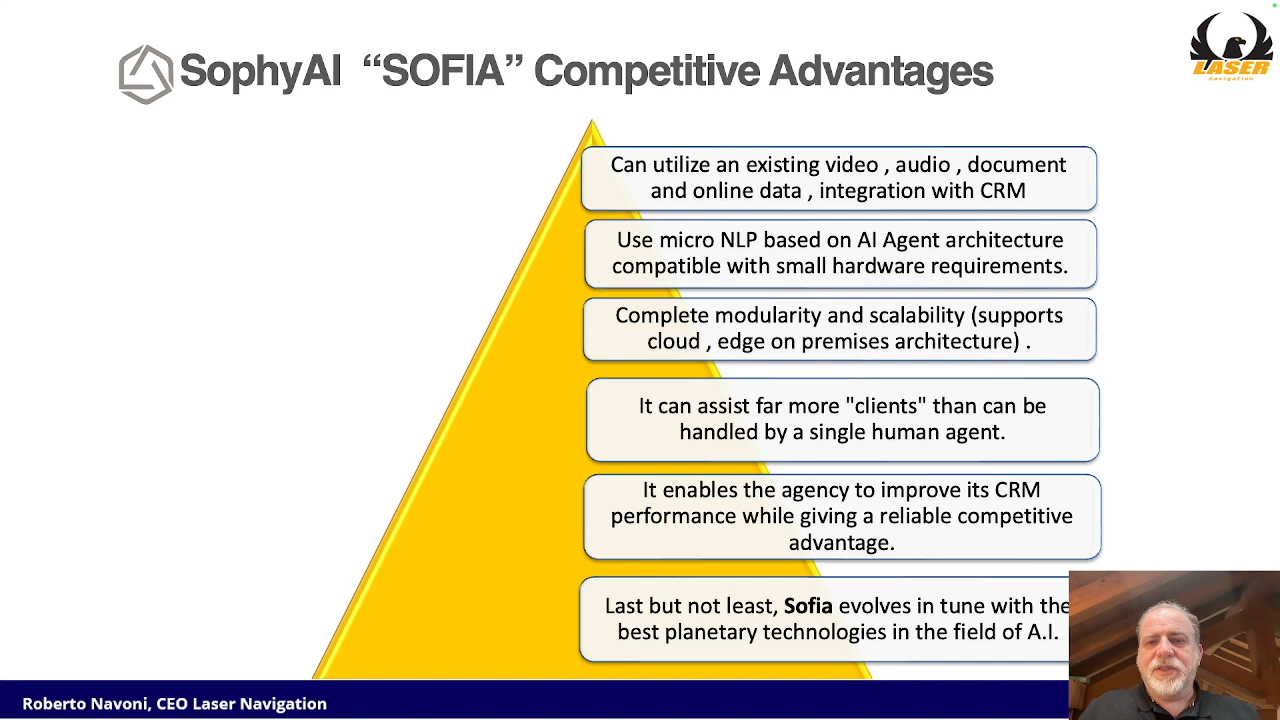 SophyAI “SOFIA” Competitive Advantages
LASER
navigation
Can utilize an existing video , audio , document
and online data , integration with CRM
Use micro NLP based on AI Agent architecture
compatible with small hardware requirements.
Complete modularity and scalability (supports
cloud , edge on premises architecture) .
It can assist far more "clients" than can be
handled by a single human agent.
It enables the agency to improve its CRM
performance while giving a reliable competitive
advantage.
Last but not least, Sofia evolves in tune with the
best planetary technologies in the field of A.I.
Roberto Navoni, CEO Laser Navigation